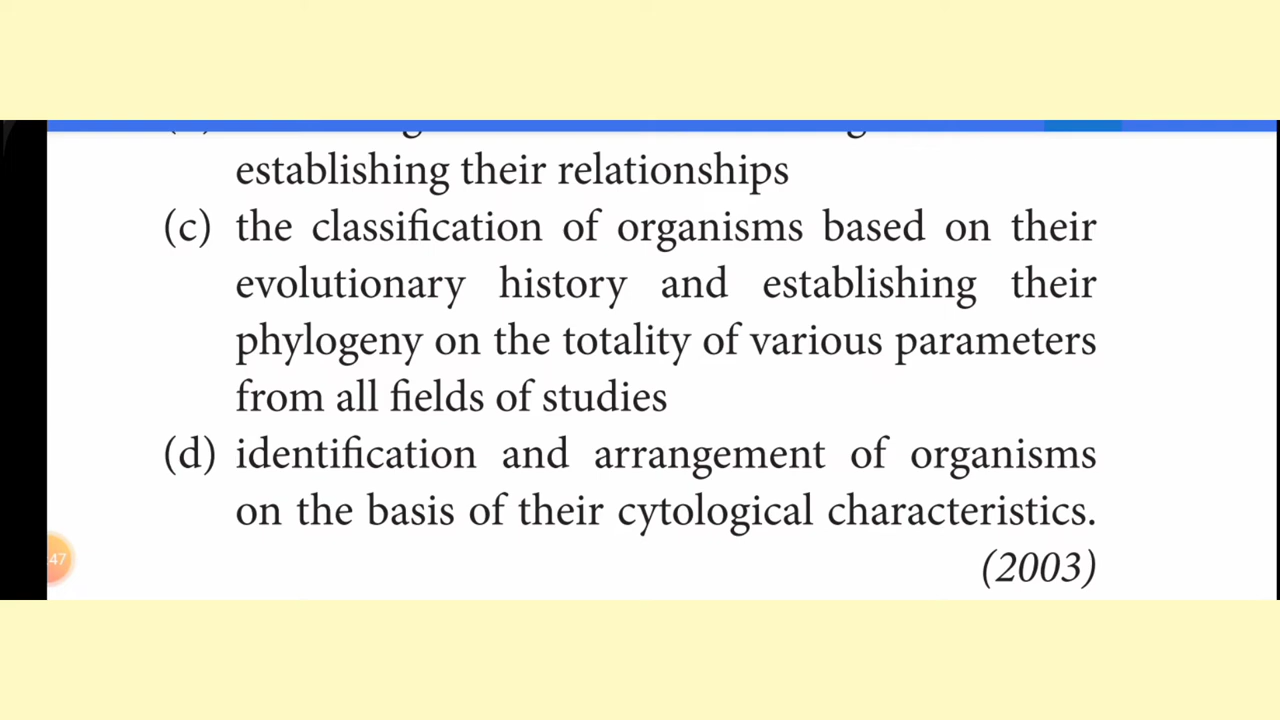 establishing their relationships
(c) the classification of organisms based on their
evolutionary history and establishing their
phylogeny on the totality of various parameters
from all fields of studies
(d) identification and arrangement of organisms
on the basis of their cytological characteristics.
(2003)
:47